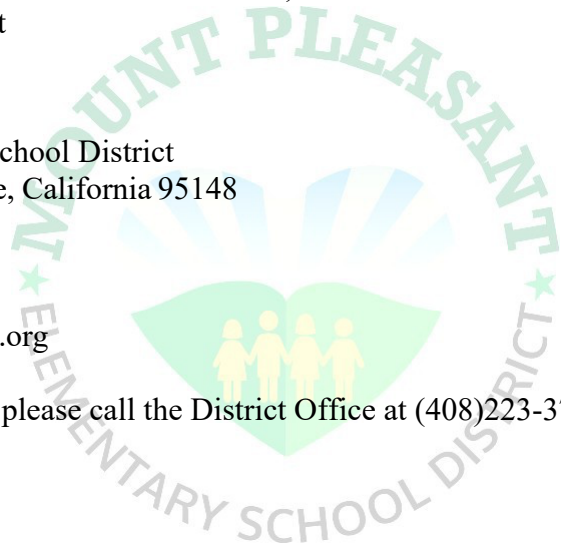 t
MOUNT PLEASANT
chool District
e, California 95148
.org
please call the District Office at (408)223-3
ELEMENTARY SCHOOL DISTRICT